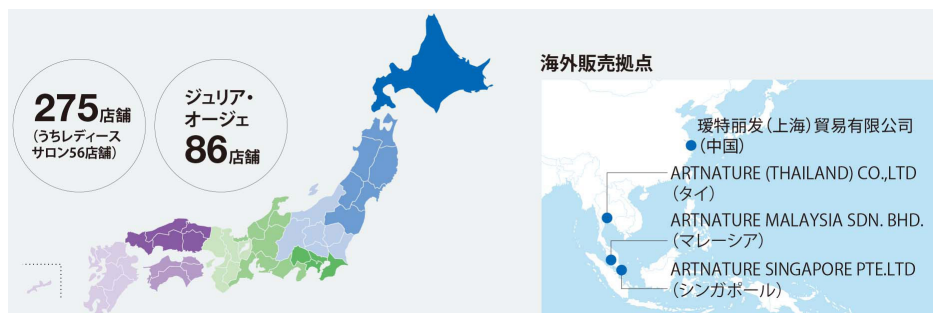 275店舗
(うちレディース
サロン56店舗)
ジュリア・
オージェ
86店舗
海外販売拠点
瑷特丽发(上海)貿易有限公司
(中国)
ARTNATURE (THAILAND) CO.,LTD
(タイ)
ARTNATURE MALAYSIA SDN. BHD.
(マレーシア)
ARTNATURE SINGAPORE PTE.LTD
(シンガポール)